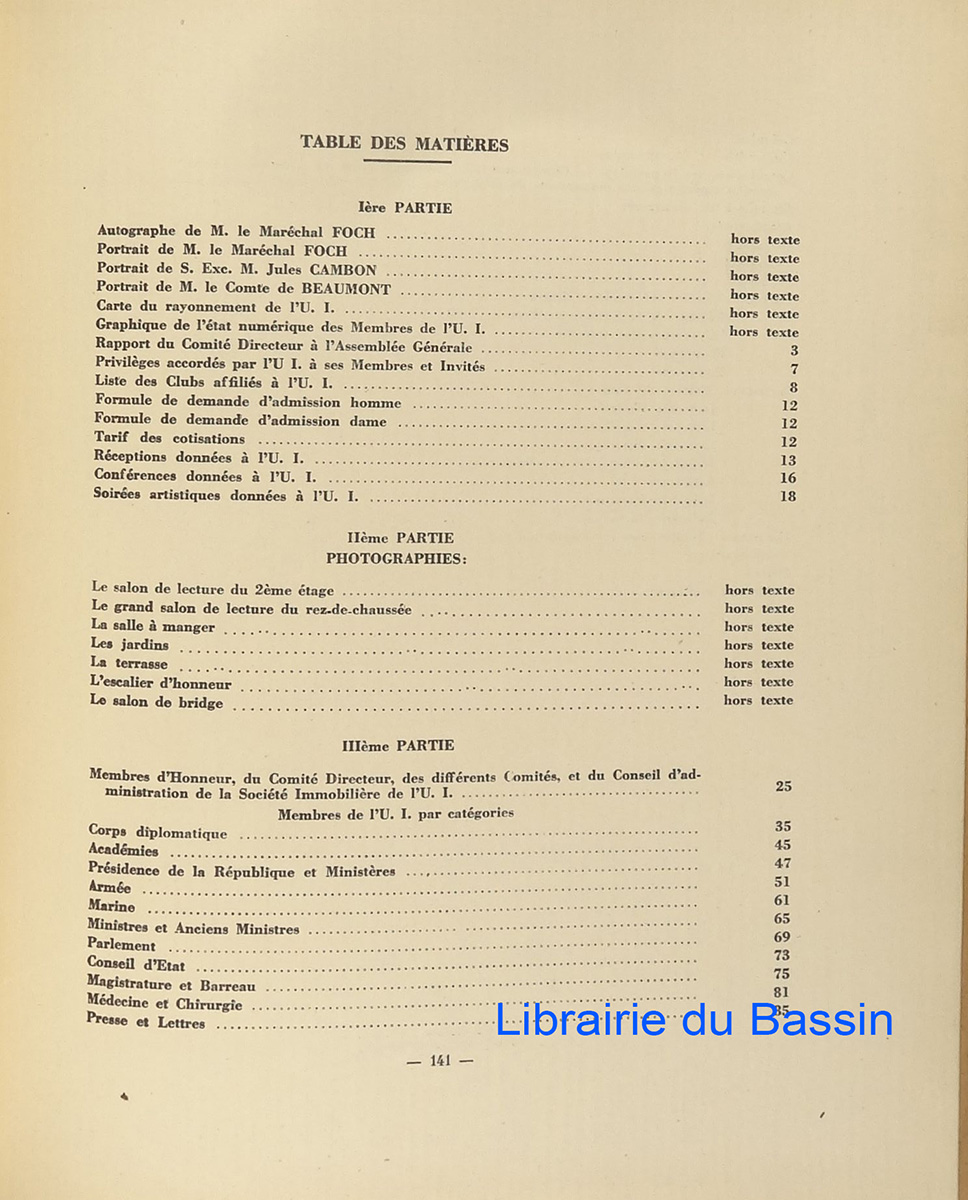 TABLE DES MATIÈRES
Ière PARTIE
Autographe de M. le Maréchal FOCH ........ hors texte
Portrait de M. le Maréchal FOCH ........ hors texte
Portrait de S. Exc. M. Jules CAMBON ........ hors texte
Portrait de M. le Comte de BEAUMONT ........ hors texte
Carte du rayonnement de l'U. I. ........ hors texte
Graphique de l'état numérique des Membres de l'U. I. ........ hors texte
Rapport du Comité Directeur à l'Assemblée Générale ........ 3
Privilèges accordés par l'U I. à ses Membres et Invités ........ 7
Liste des Clubs affiliés à l'U. I. ........ 8
Formule de demande d'admission homme ........ 12
Formule de demande d'admission dame ........ 12
Tarif des cotisations ........ 12
Réceptions données à l'U. I. ........ 13
Conférences données à l'U. I. ........ 16
Soirées artistiques données à l'U. I. ........ 18
IIème PARTIE
PHOTOGRAPHIES:
Le salon de lecture du 2ème étage ........ hors texte
Le grand salon de lecture du rez-de-chaussée ........ hors texte
La salle à manger ........ hors texte
Les jardins ........ hors texte
La terrasse ........ hors texte
L'escalier d'honneur ........ hors texte
Le salon de bridge ........ hors texte
IIIème PARTIE
Membres d'Honneur, du Comité Directeur, des différents Comités, et du Conseil d'ad-
ministration de la Société Immobilière de l'U. I. ........ 25
Membres de l'U. I. par catégories
Corps diplomatique ........ 35
Académies ........ 45
Présidence de la République et Ministères ........ 47
Armée ........ 51
Marine ........ 61
Ministres et Anciens Ministres ........ 65
Parlement ........ 69
Conseil d'Etat ........ 73
Magistrature et Barreau ........ 75
Médecine et Chirurgie ........ 81
Presse et Lettres ........ 85
Librairie du Bassin
— 141 —